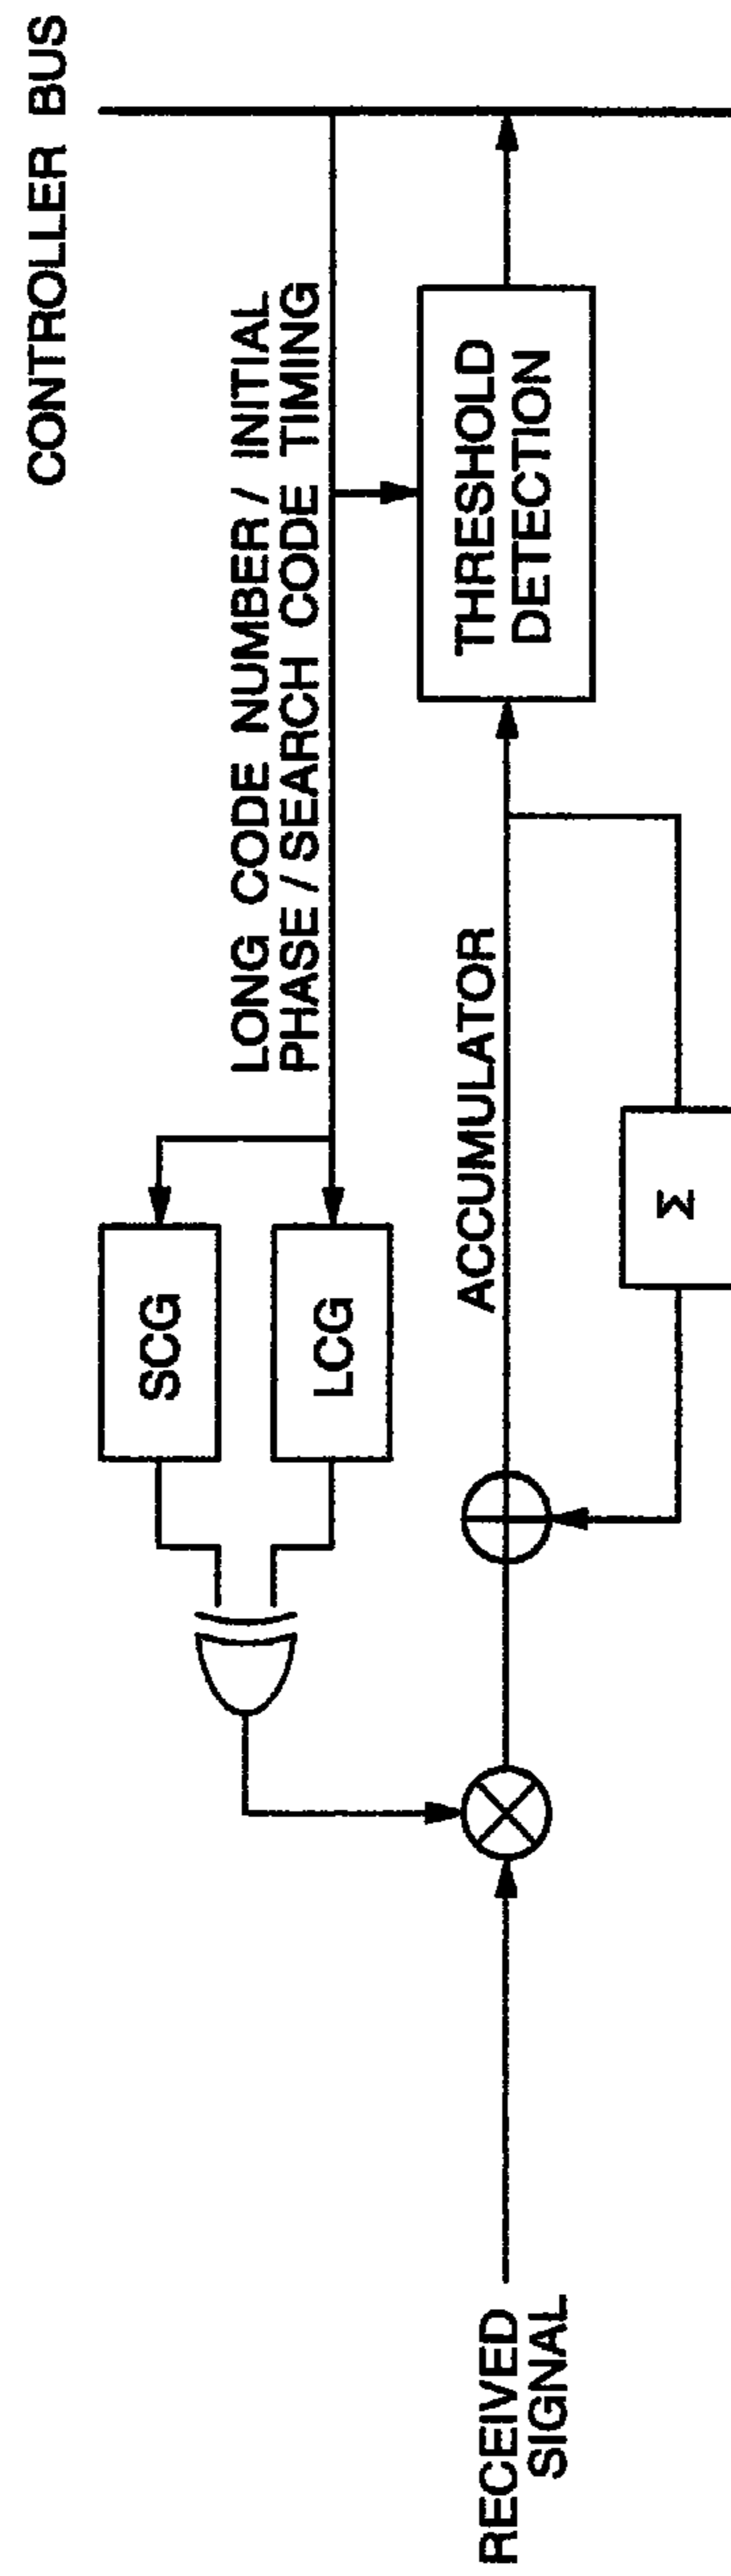 CONTROLLER BUS
LONG CODE NUMBER / INITIAL
PHASE / SEARCH CODE TIMING
SCG
LCG
ACCUMULATOR
THRESHOLD
DETECTION
Σ
RECEIVED
SIGNAL